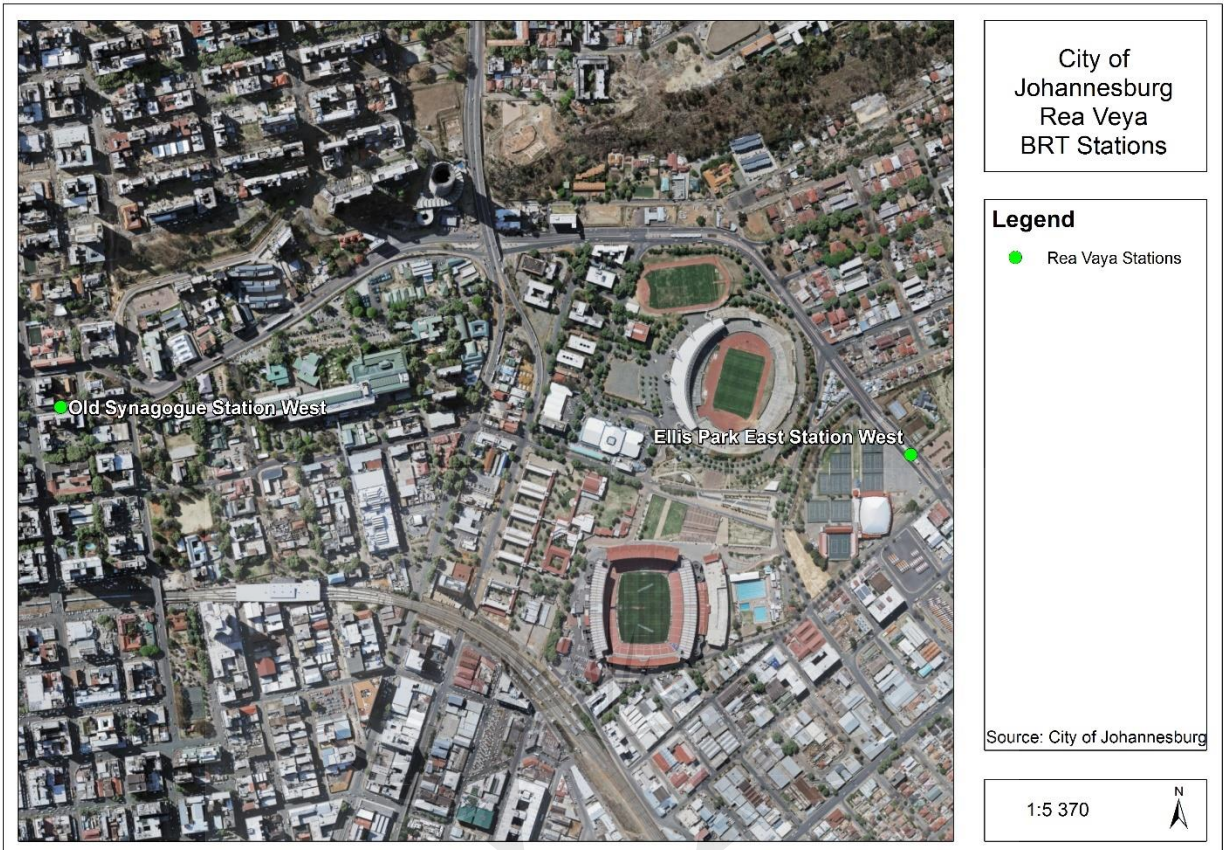 City of
Johannesburg
Rea Veya
BRT Stations
Legend
Rea Vaya Stations
Old Synagogue Station West
Ellis Park East Station West
Source: City of Johannesburg
1:5 370
N